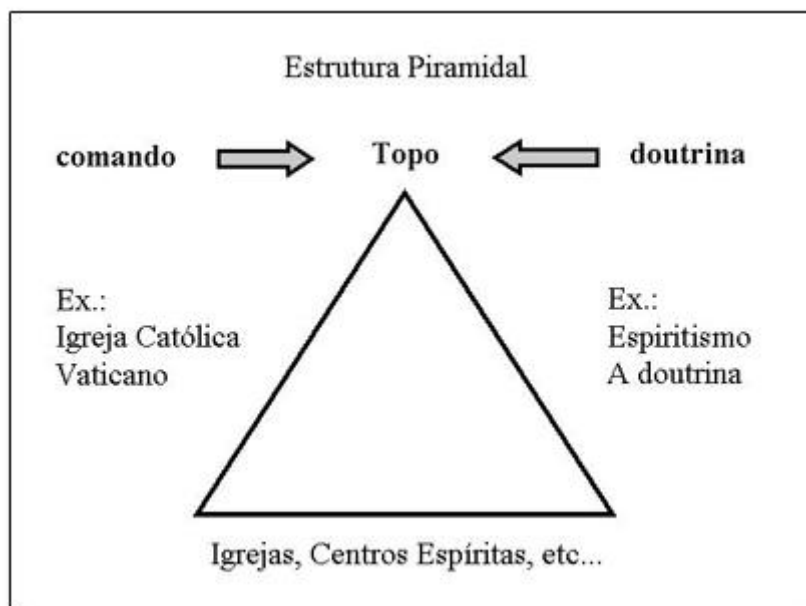 Estrutura Piramidal
comando
Topo
doutrina
Ex.:
Igreja Católica
Vaticano
Ex.:
Espiritismo
A doutrina
Igrejas, Centros Espíritas, etc...